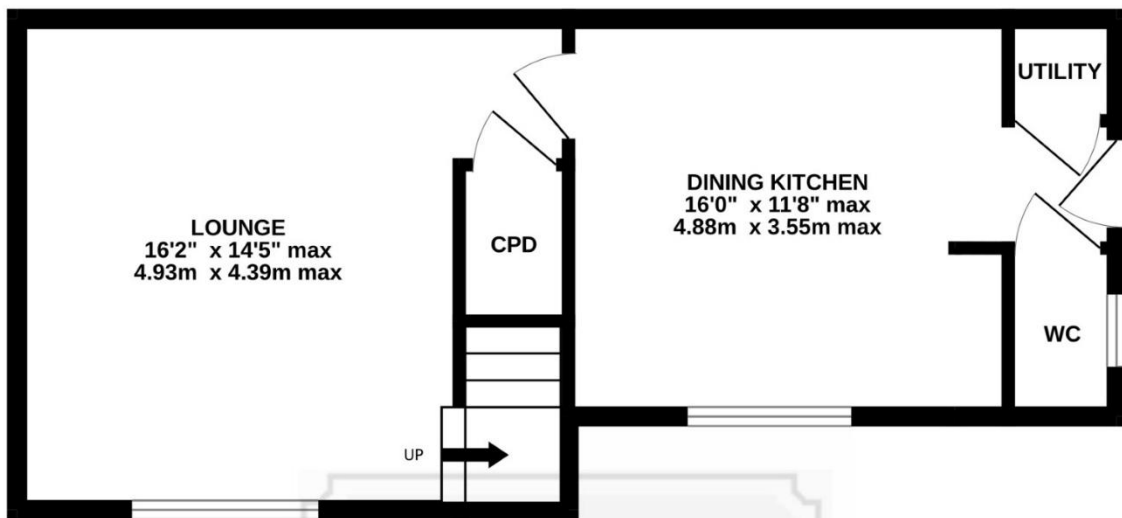 LOUNGE
16'2" x 14'5" max
4.93m x 4.39m max
CPD
UP
DINING KITCHEN
16'0" x 11'8" max
4.88m x 3.55m max
UTILITY
WC